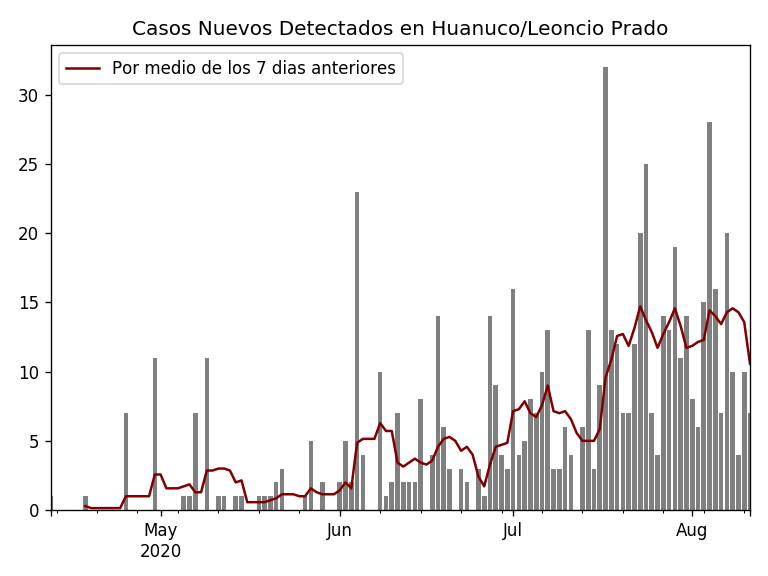 Casos Nuevos Detectados en Huanuco/Leoncio Prado
Por medio de los 7 dias anteriores
30
25
20
15
10
5
0
May
2020
Jun
Jul
Aug